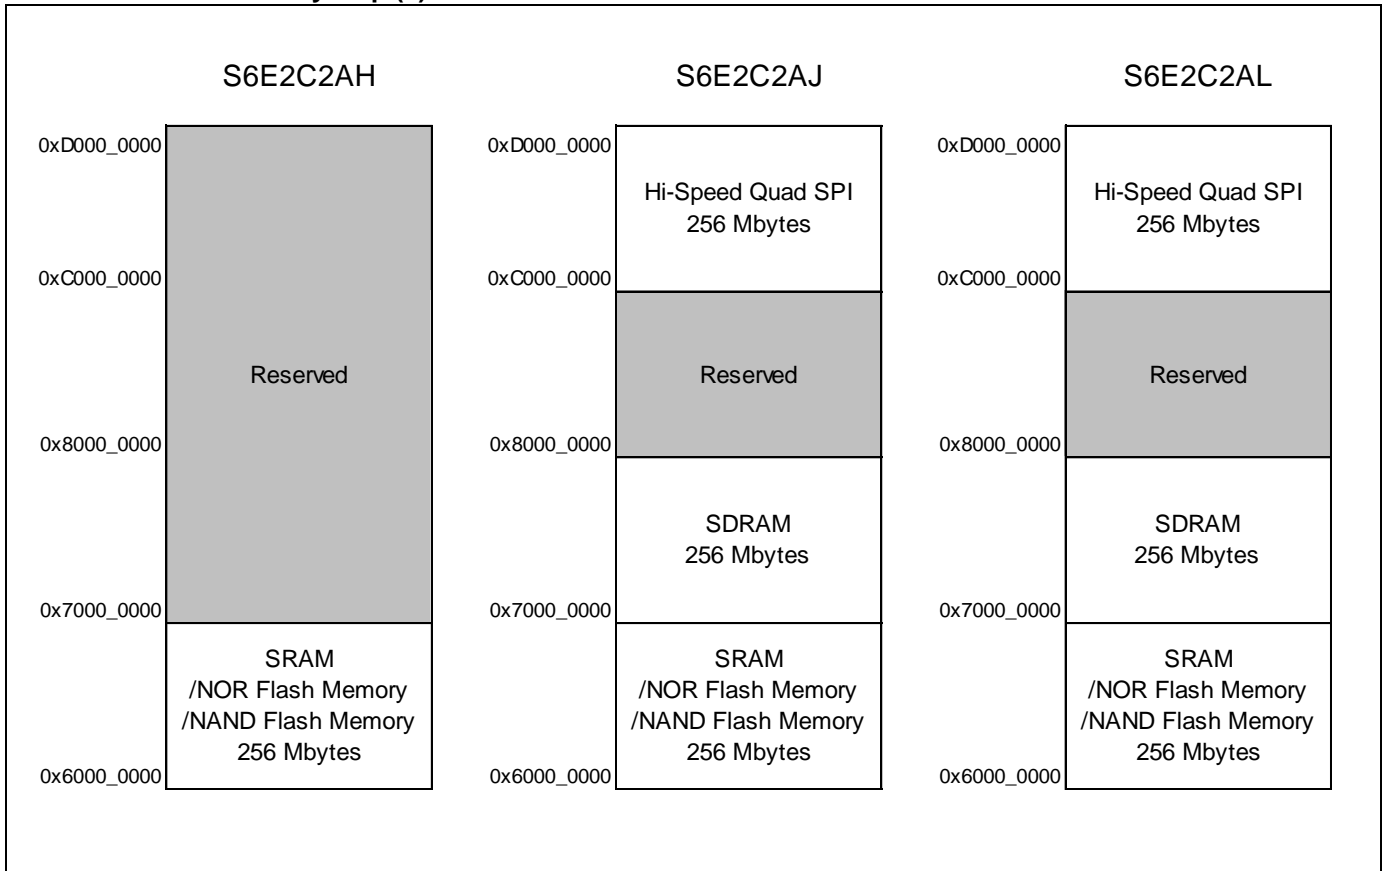 S6E2C2AH
0xD000_0000
0xC000_0000
Reserved
0x8000_0000
0x7000_0000
SRAM
/NOR Flash Memory
/NAND Flash Memory
256 Mbytes
0x6000_0000
S6E2C2AJ
0xD000_0000
Hi-Speed Quad SPI
256 Mbytes
0xC000_0000
Reserved
0x8000_0000
SDRAM
256 Mbytes
0x7000_0000
SRAM
/NOR Flash Memory
/NAND Flash Memory
256 Mbytes
0x6000_0000
S6E2C2AL
0xD000_0000
Hi-Speed Quad SPI
256 Mbytes
0xC000_0000
Reserved
0x8000_0000
SDRAM
256 Mbytes
0x7000_0000
SRAM
/NOR Flash Memory
/NAND Flash Memory
256 Mbytes
0x6000_0000